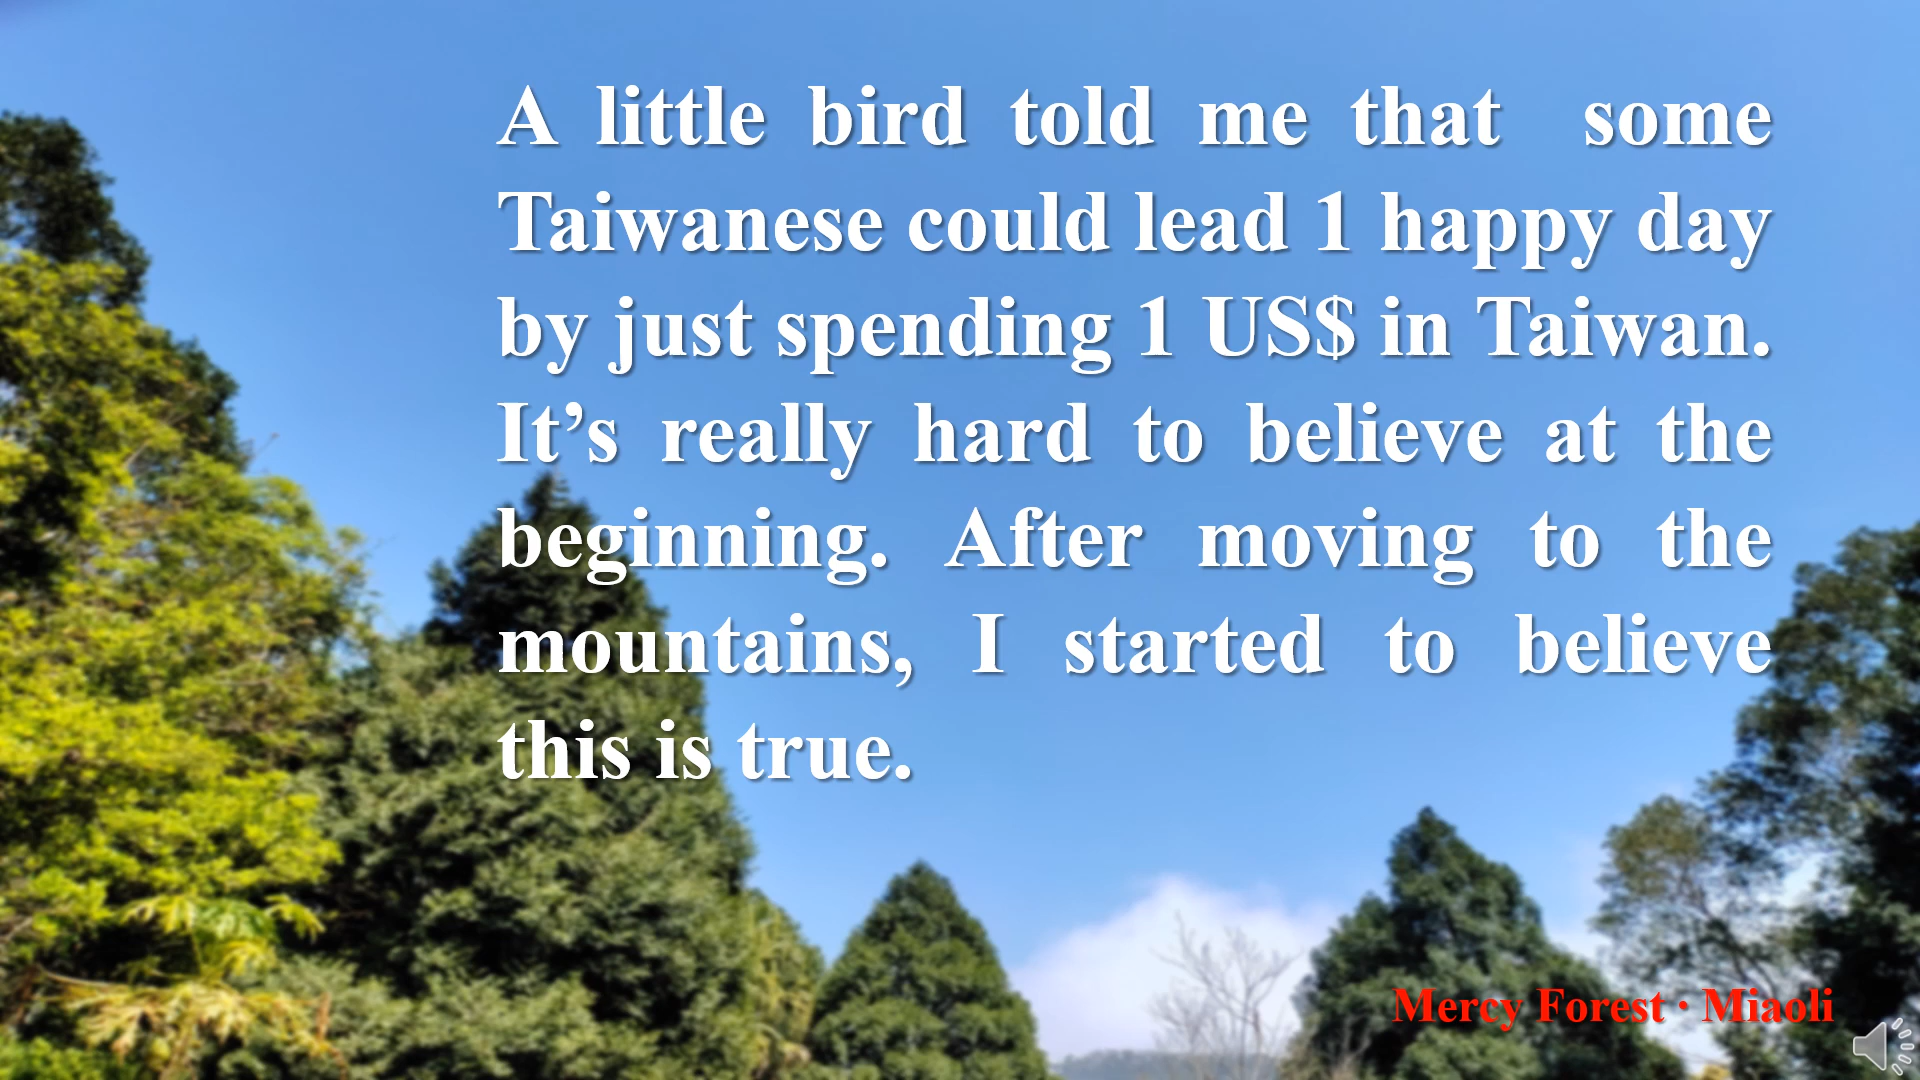 A little bird told me that some
Taiwanese could lead 1 happy day
by just spending 1 US$ in Taiwan.
It’s really hard to believe at the
beginning. After moving to the
mountains, I started to believe
this is true.
Mercy Forest · Miaoli